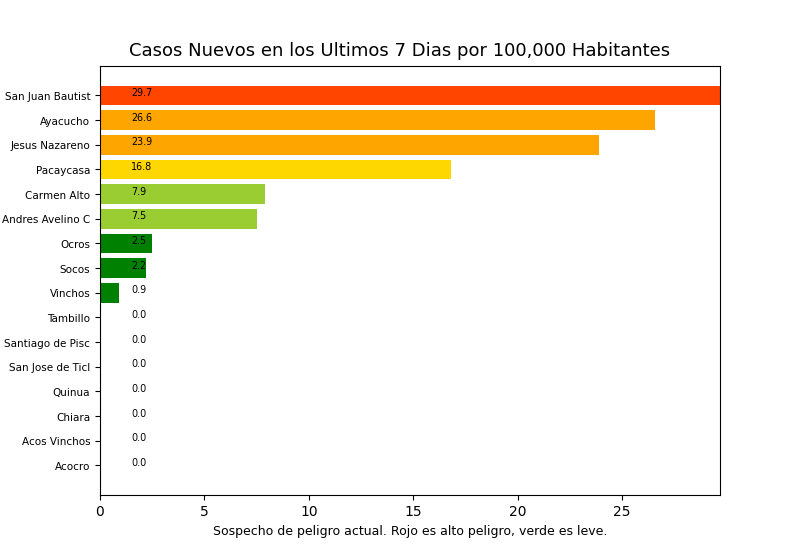 Casos Nuevos en los Ultimos 7 Dias por 100,000 Habitantes
San Juan Bautist 29.7
Ayacucho 26.6
Jesus Nazareno 23.9
Pacaycasa 16.8
Carmen Alto 7.9
Andres Avelino C 7.5
Ocros 2.5
Socos 2.2
Vinchos 0.9
Tambillo 0.0
Santiago de Pisc 0.0
San Jose de Ticl 0.0
Quinua 0.0
Chiara 0.0
Acos Vinchos 0.0
Acocro 0.0
0 5 10 15 20 25
Sospecho de peligro actual. Rojo es alto peligro, verde es leve.